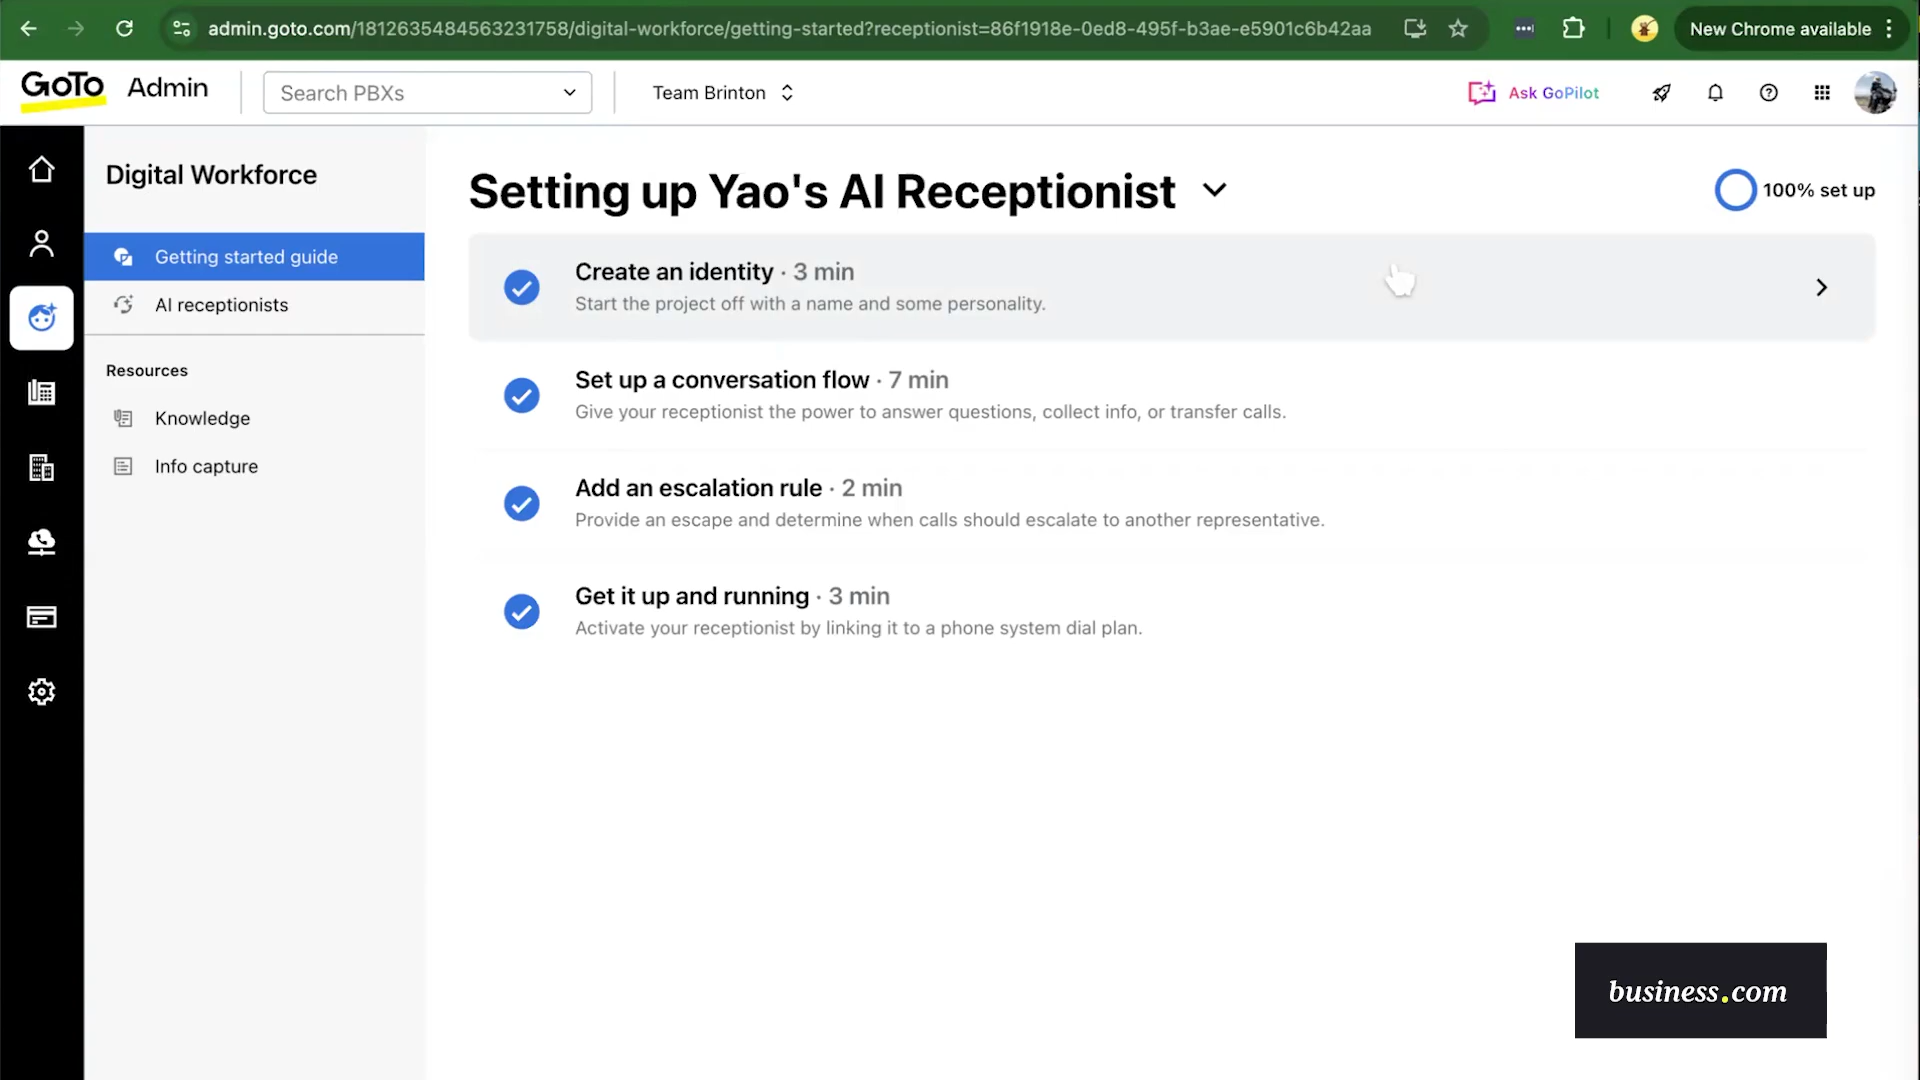 admin.goto.com/1812635484563231758/digital-workforce/getting-started?receptionist=86f1918e-0ed8-495f-b3ae-e5901c6b42aa
New Chrome available
GoTo Admin
Search PBXs
Team Brinton
Ask GoPilot
Digital Workforce
Getting started guide
AI receptionists
Resources
Knowledge
Info capture
Setting up Yao's AI Receptionist
100% set up
Create an identity · 3 min
Start the project off with a name and some personality.
Set up a conversation flow · 7 min
Give your receptionist the power to answer questions, collect info, or transfer calls.
Add an escalation rule · 2 min
Provide an escape and determine when calls should escalate to another representative.
Get it up and running · 3 min
Activate your receptionist by linking it to a phone system dial plan.
business.com